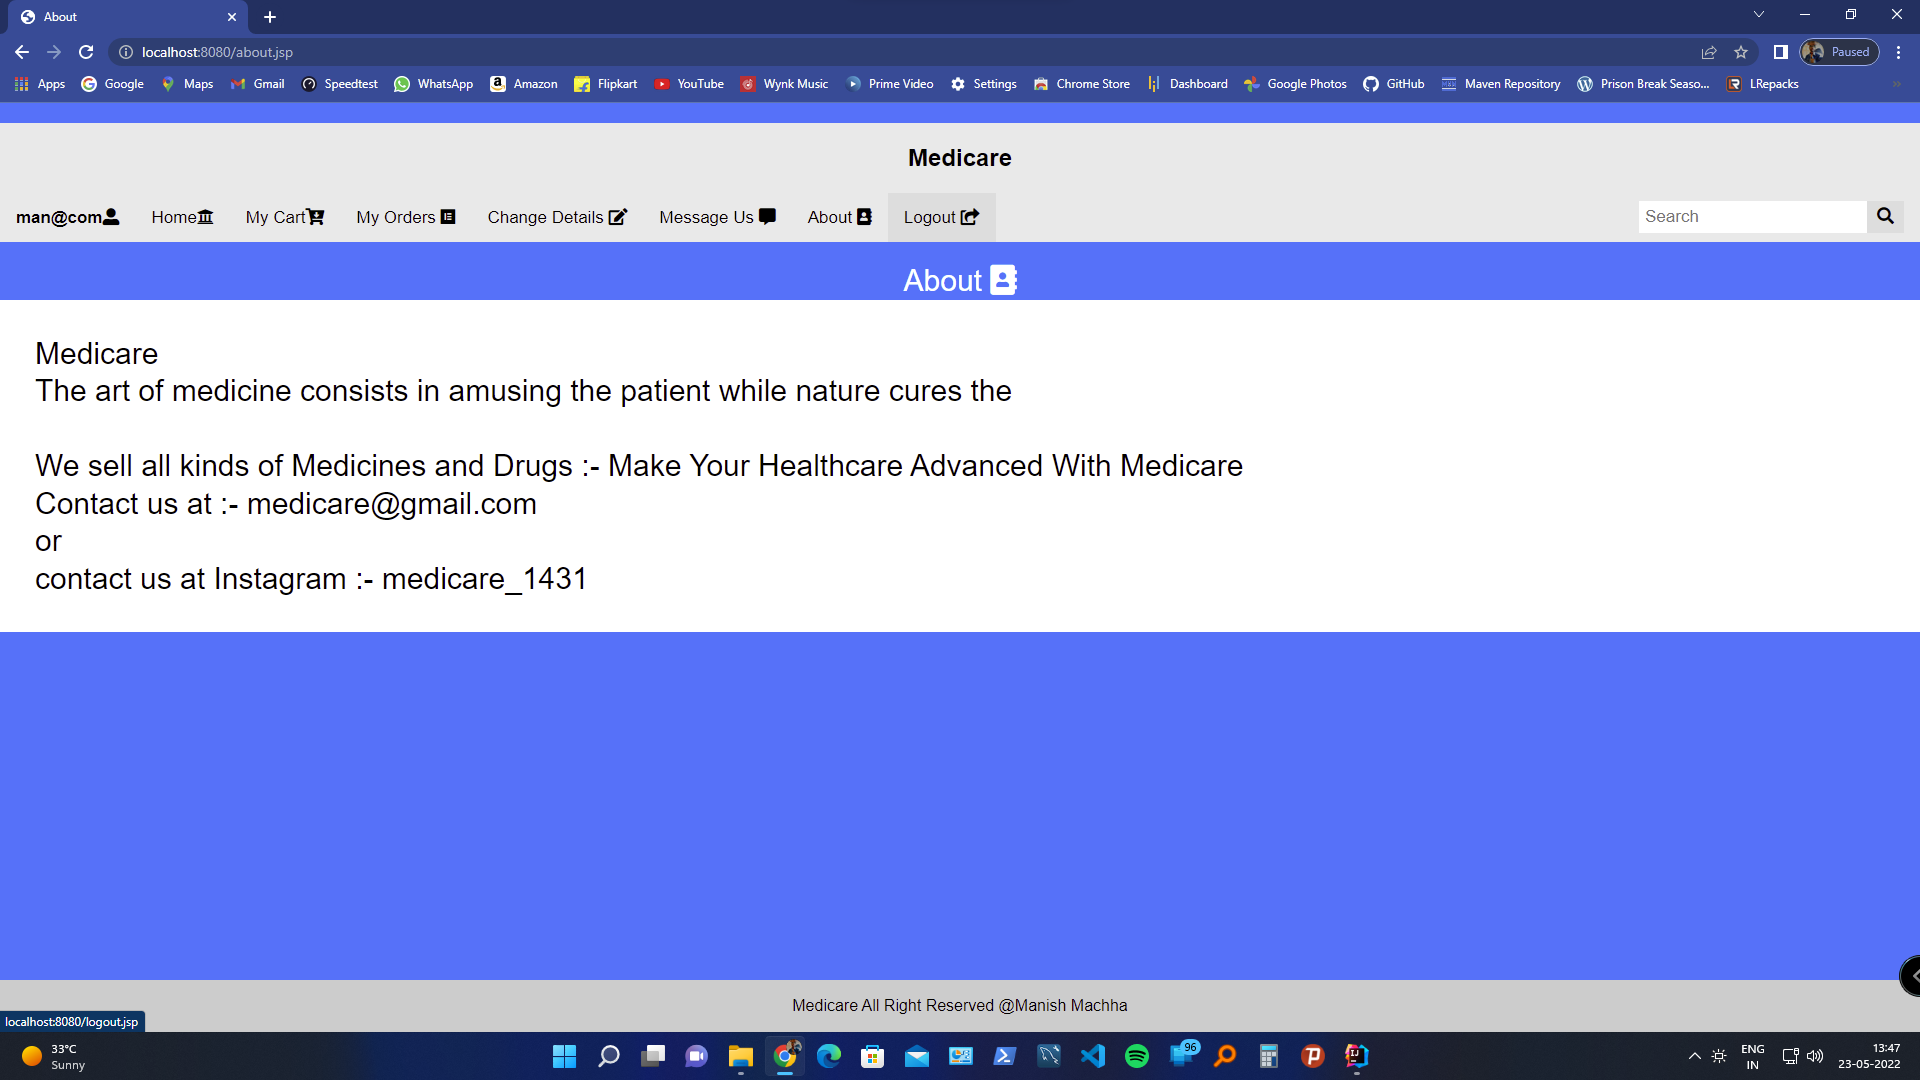 About
localhost:8080/about.jsp
Paused
Apps Google Maps Gmail Speedtest WhatsApp Amazon Flipkart YouTube Wynk Music Prime Video Settings Chrome Store Dashboard Google Photos GitHub Maven Repository Prison Break Seaso... LRepacks
Medicare
man@com Home My Cart My Orders Change Details Message Us About Logout Search
About
Medicare
The art of medicine consists in amusing the patient while nature cures the
We sell all kinds of Medicines and Drugs :- Make Your Healthcare Advanced With Medicare
Contact us at :- medicare@gmail.com
or
contact us at Instagram :- medicare_1431
Medicare All Right Reserved @Manish Machha
localhost:8080/logout.jsp
33°C
Sunny
96
ENG
IN
13:47
23-05-2022